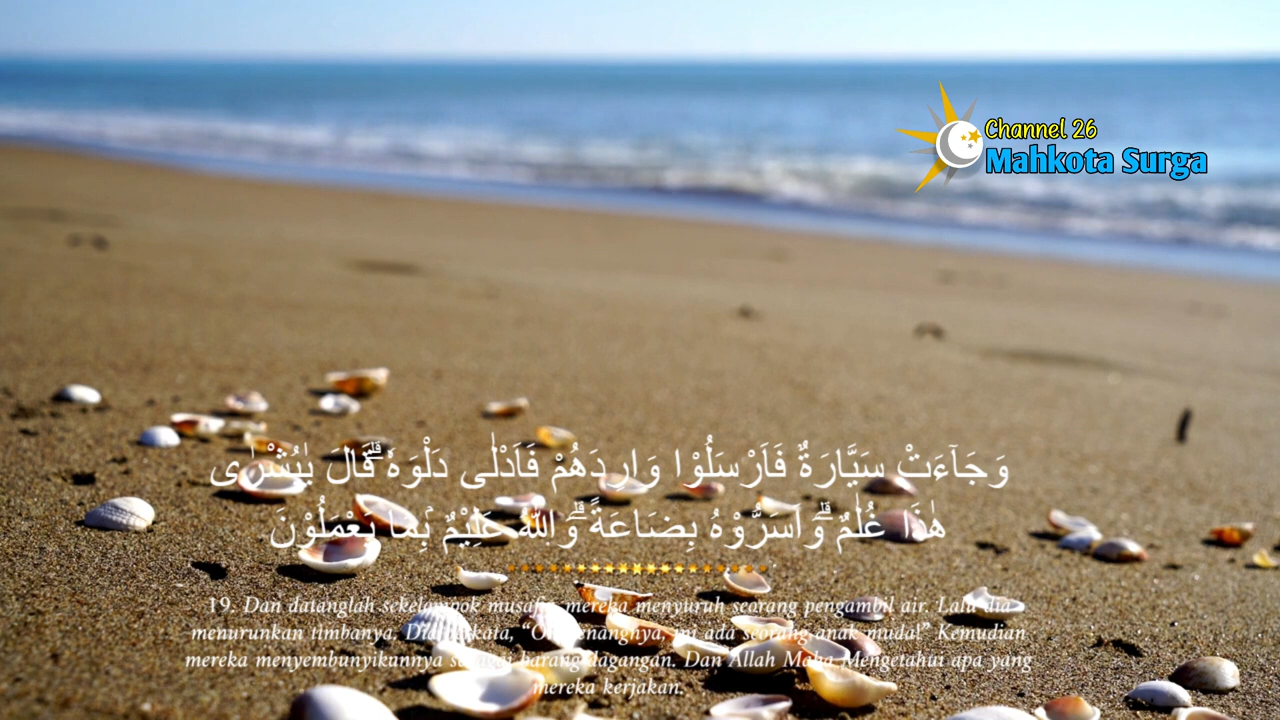 Channel 26
Mahkota Surga
وَجَاۤءَتْ سَيَّارَةٌ فَاَرْسَلُوْا وَارِدَهُمْ فَاَدْلٰى دَلْوَهٗ ۗقَالَ يٰبُشْرٰى
هٰذَا غُلٰمٌ ۗوَاَسَرُّوْهُ بِضَاعَةً ۗوَاللّٰهُ عَلِيْمٌ ۢبِمَا يَعْمَلُوْنَ
19. Dan datanglah sekelompok musafir, mereka menyuruh seorang pengambil air. Lalu dia
menurunkan timbanya. Dia berkata, “Oh, senangnya, ini ada seorang anak muda!” Kemudian
mereka menyembunyikunnya sebagai barang dagangan. Dan Allah Maha Mengetahui apa yang
mereka kerjakan.